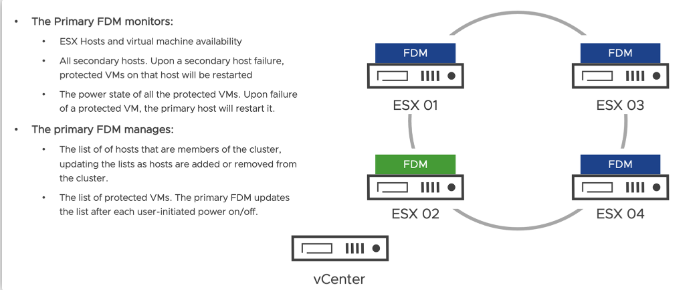 • The Primary FDM monitors:
• ESX Hosts and virtual machine availability
• All secondary hosts. Upon a secondary host failure,
protected VMs on that host will be restarted
• The power state of all the protected VMs. Upon failure
of a protected VM, the primary host will restart it.
• The primary FDM manages:
• The list of of hosts that are members of the cluster,
updating the lists as hosts are added or removed from
the cluster.
• The list of protected VMs. The primary FDM updates
the list after each user-initiated power on/off.
FDM
ESX 01
FDM
ESX 03
FDM
ESX 02
FDM
ESX 04
vCenter